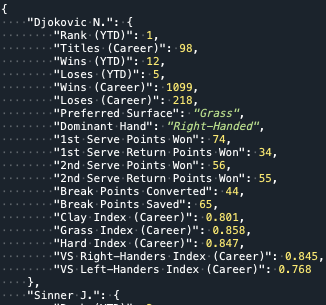 {
"Djokovic N.": {
"Rank (YTD)": 1,
"Titles (Career)": 98,
"Wins (YTD)": 12,
"Loses (YTD)": 5,
"Wins (Career)": 1099,
"Loses (Career)": 218,
"Preferred Surface": “Grass”,
"Dominant Hand": "Right-Handed",
"1st Serve Points Won": 74,
"1st Serve Return Points Won": 34,
"2nd Serve Points Won": 56,
"2nd Serve Return Points Won": 55,
"Break Points Converted": 44,
"Break Points Saved": 65,
"Clay Index (Career)": 0.801,
"Grass Index (Career)": 0.858,
"Hard Index (Career)": 0.847,
"VS Right-Handers Index (Career)": 0.845,
"VS Left-Handers Index (Career)": 0.768
},
"Sinner J.": {